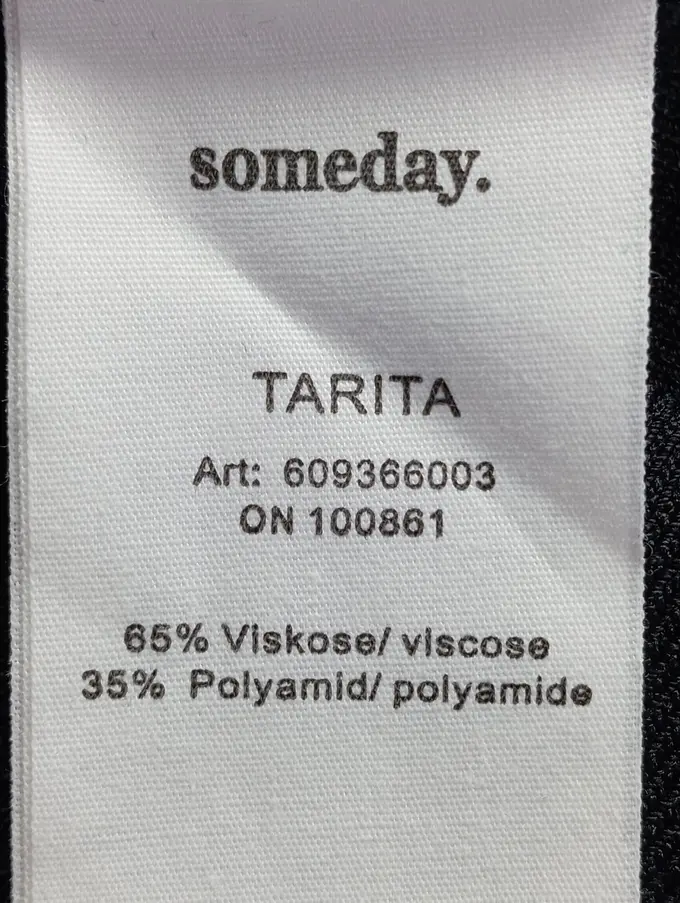 someday.
TARITA
Art: 609366003
ON 100861
65% Viskose/ viscose
35% Polyamid/ polyamide